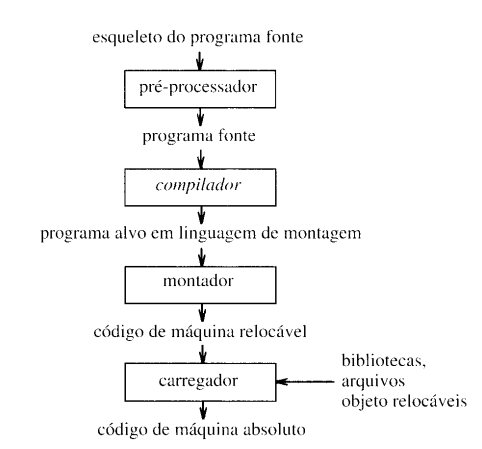 esqueleto do programa fonte
pré-processador
programa fonte
compilador
programa alvo em linguagem de montagem
montador
código de máquina relocável
carregador
bibliotecas,
arquivos
objeto relocáveis
código de máquina absoluto